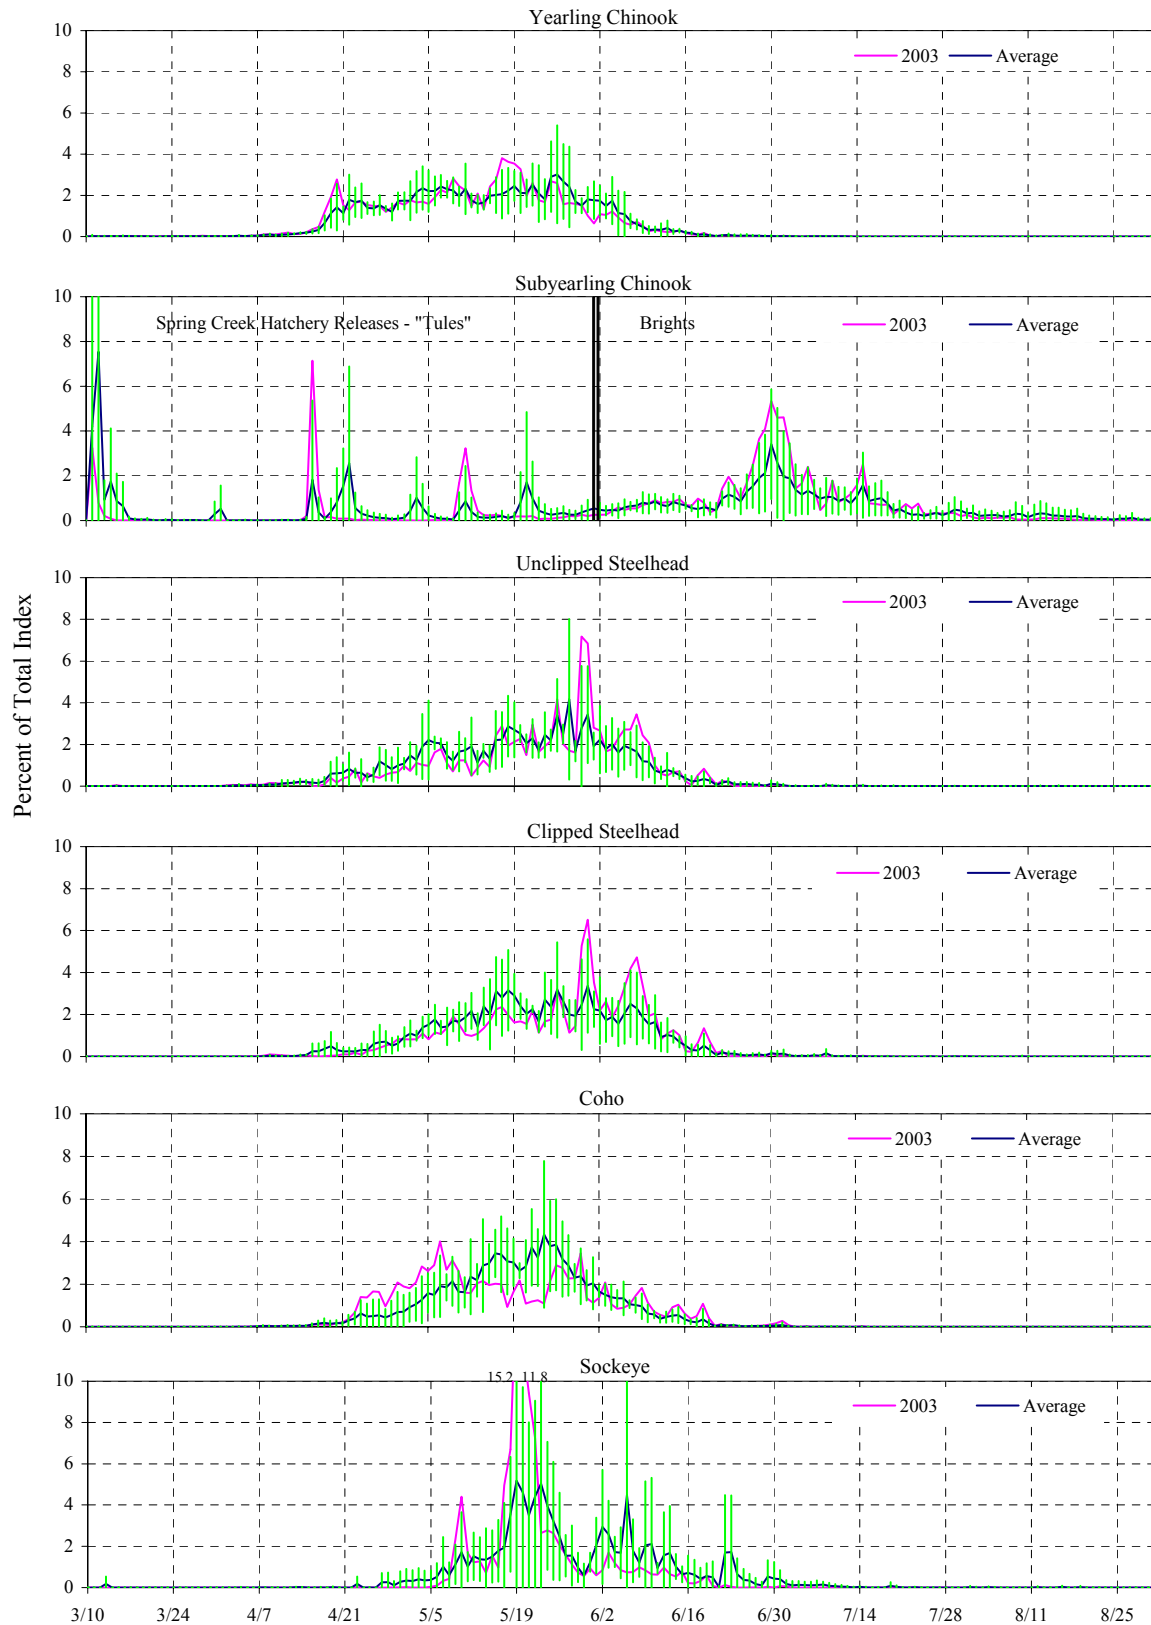 Yearling Chinook
10
8
6
4
2
0
2003 Average
Subyearling Chinook
10
8
6
4
2
0
Spring Creek Hatchery Releases - "Tules"
Brights
2003 Average
Unclipped Steelhead
10
8
6
4
2
0
2003 Average
Percent of Total Index
Clipped Steelhead
10
8
6
4
2
0
2003 Average
Coho
10
8
6
4
2
0
2003 Average
Sockeye
15.2 11.8
10
8
6
4
2
0
2003 Average
3/10 3/24 4/7 4/21 5/5 5/19 6/2 6/16 6/30 7/14 7/28 8/11 8/25